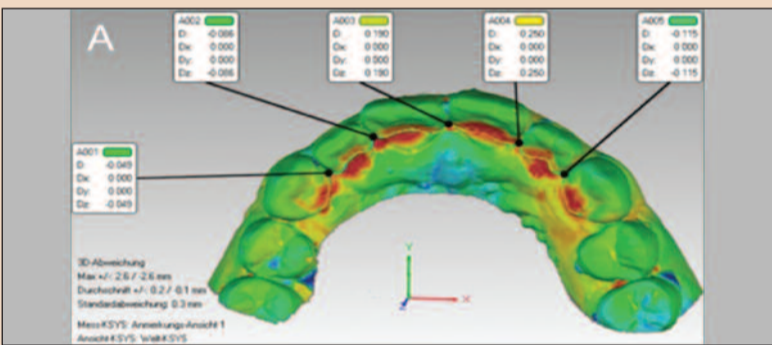 A
A002
D: -0.086
Dx: 0.000
Dy: 0.000
Dz: -0.086
A003
D: 0.190
Dx: 0.000
Dy: 0.000
Dz: 0.190
A004
D: 0.250
Dx: 0.000
Dy: 0.000
Dz: 0.250
A005
D: -0.115
Dx: 0.000
Dy: 0.000
Dz: -0.115
A001
D: -0.049
Dx: 0.000
Dy: 0.000
Dz: -0.049
3D-Abweichung
Max +/-: 2.6 / -2.6 mm
Durchschnitt +/-: 0.2 / -0.1 mm
Standardabweichung: 0.3 mm
Mess-KSYS: Anmerkungs-Ansicht 1
Ansicht-KSYS: Welt-KSYS
Y
X
Z